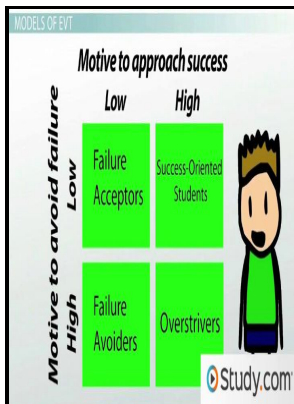 MODELS OF EVT
Motive to approach success
Low High
Motive to avoid failure
Low
Failure
Acceptors
Success-Oriented
Students
High
Failure
Avoiders
Overstrivers
Study.com